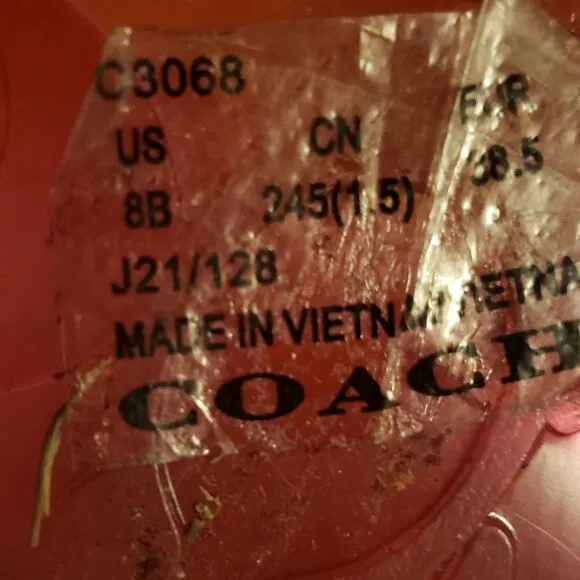 C3068
US CN EUR
8B 245(1.5) 38.5
J21/128
MADE IN VIETNAM
COACH